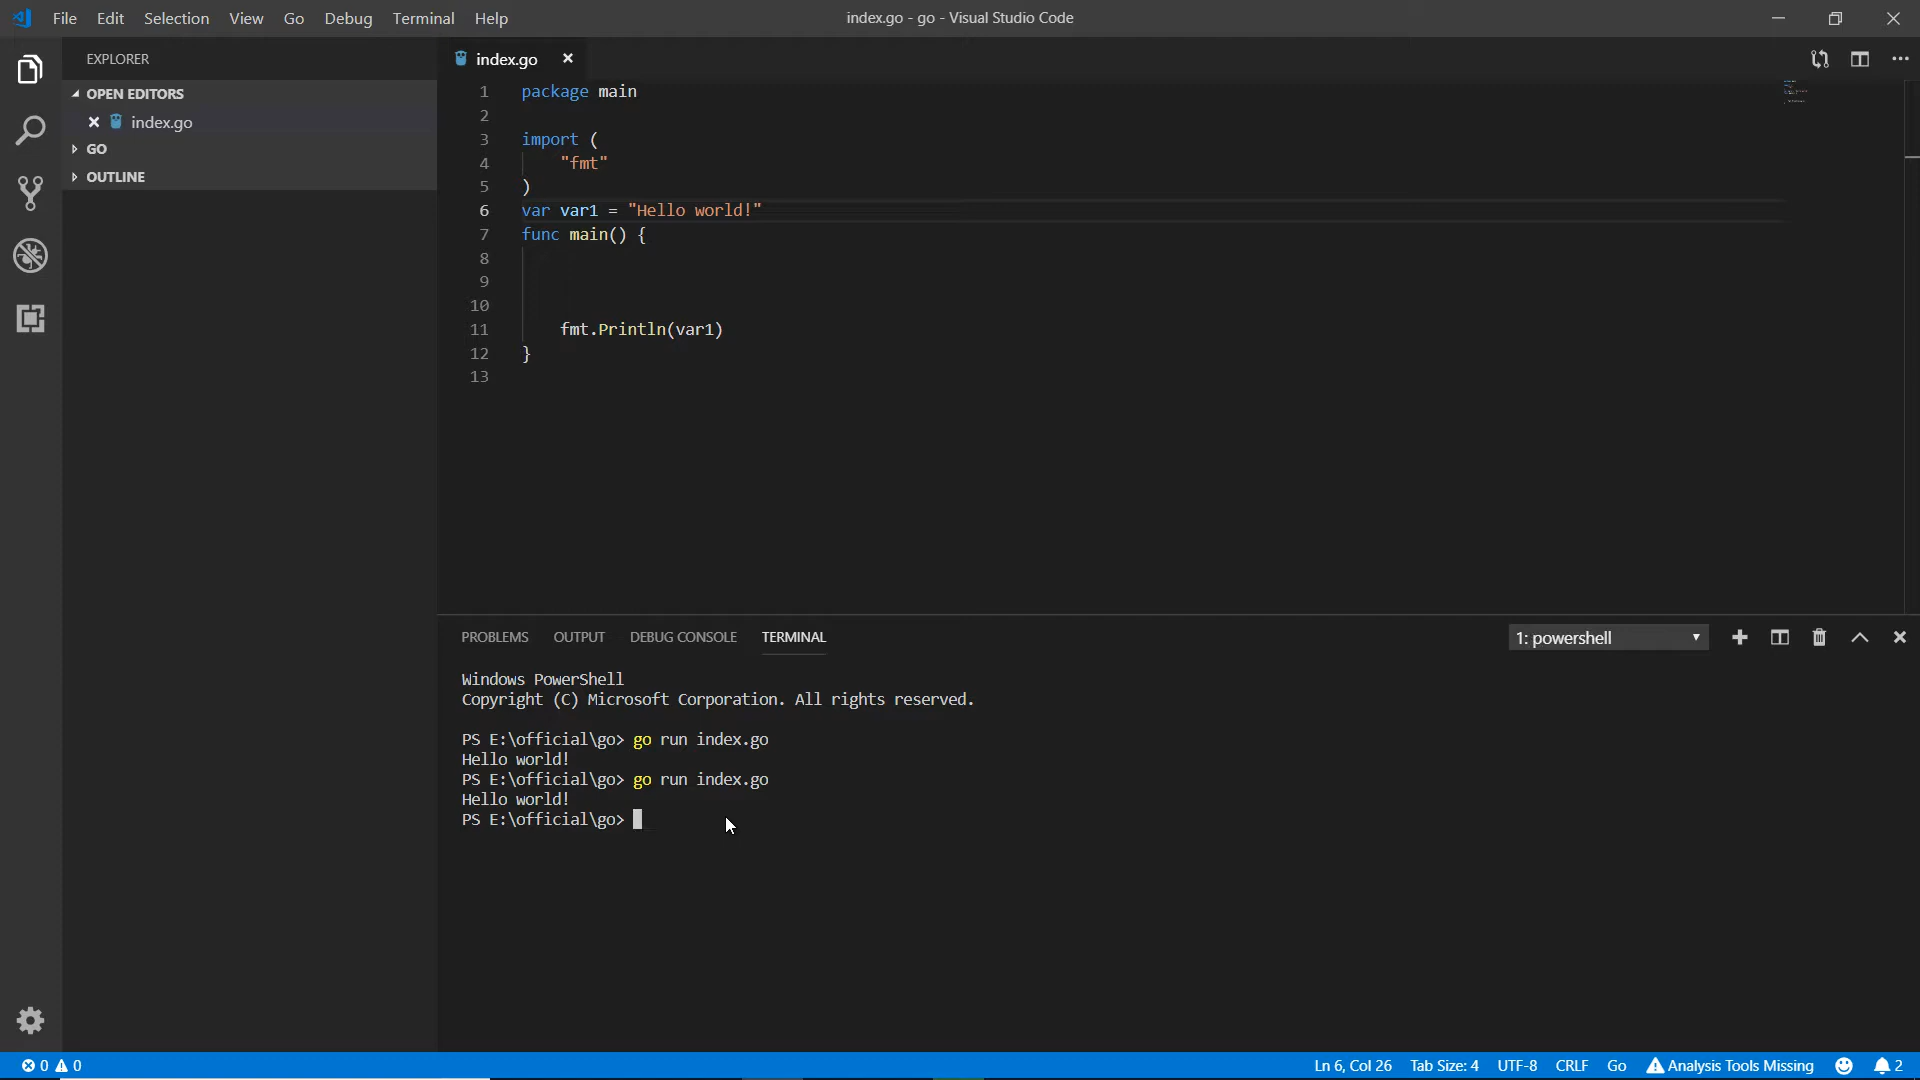 File Edit Selection View Go Debug Terminal Help
index.go - go - Visual Studio Code
EXPLORER
OPEN EDITORS
index.go
GO
OUTLINE
index.go
1 package main
2
3 import (
4 "fmt"
5 )
6 var var1 = "Hello world!"
7 func main() {
8
9
10
11 fmt.Println(var1)
12 }
13
PROBLEMS OUTPUT DEBUG CONSOLE TERMINAL
1: powershell
Windows PowerShell
Copyright (C) Microsoft Corporation. All rights reserved.
PS E:\official\go> go run index.go
Hello world!
PS E:\official\go> go run index.go
Hello world!
PS E:\official\go>
0 0
Ln 6, Col 26 Tab Size: 4 UTF-8 CRLF Go Analysis Tools Missing 2